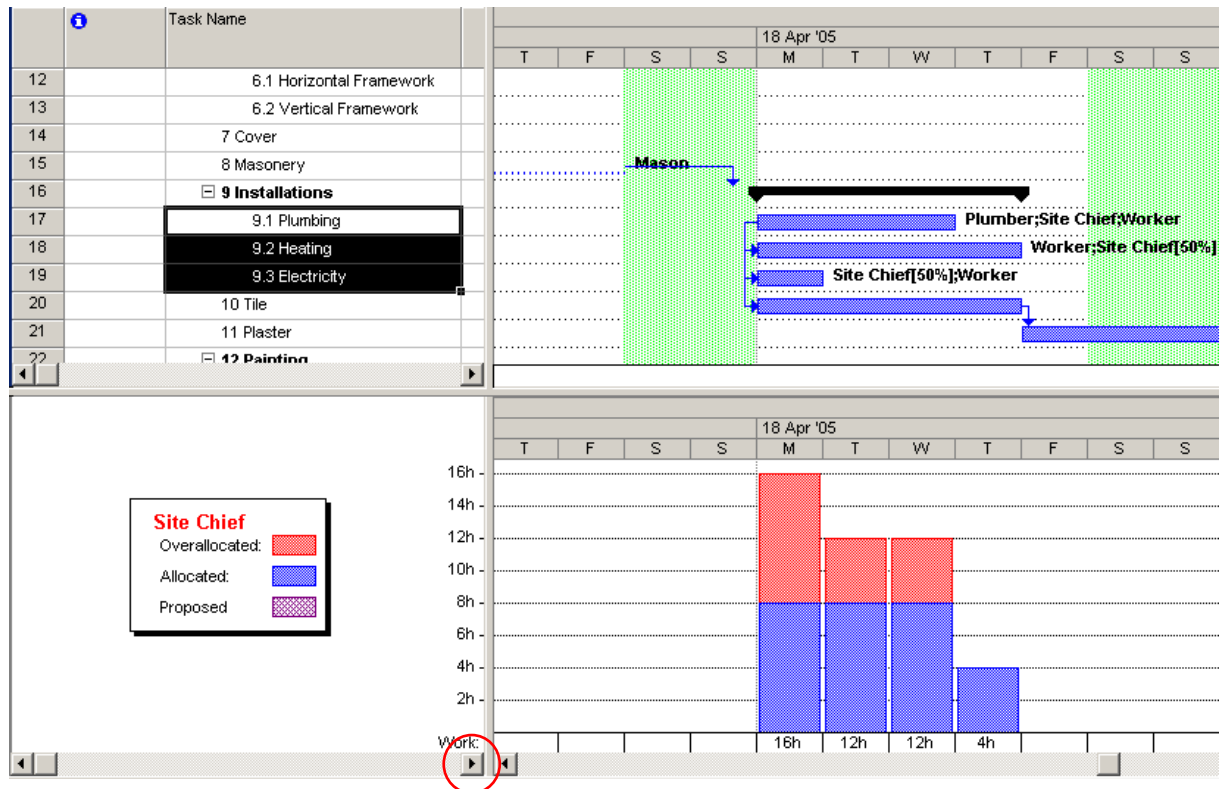 Task Name
18 Apr '05
T F S S M T W T F S S
12 6.1 Horizontal Framework
13 6.2 Vertical Framework
14 7 Cover
15 8 Masonery Mason
16 9 Installations
17 9.1 Plumbing Plumber;Site Chief;Worker
18 9.2 Heating Worker;Site Chief[50%]
19 9.3 Electricity Site Chief[50%];Worker
20 10 Tile
21 11 Plaster
22 12 Painting
18 Apr '05
T F S S M T W T F S S
16h -
14h -
12h -
10h -
8h -
6h -
4h -
2h -
Site Chief
Overallocated:
Allocated:
Proposed
Work: 16h 12h 12h 4h